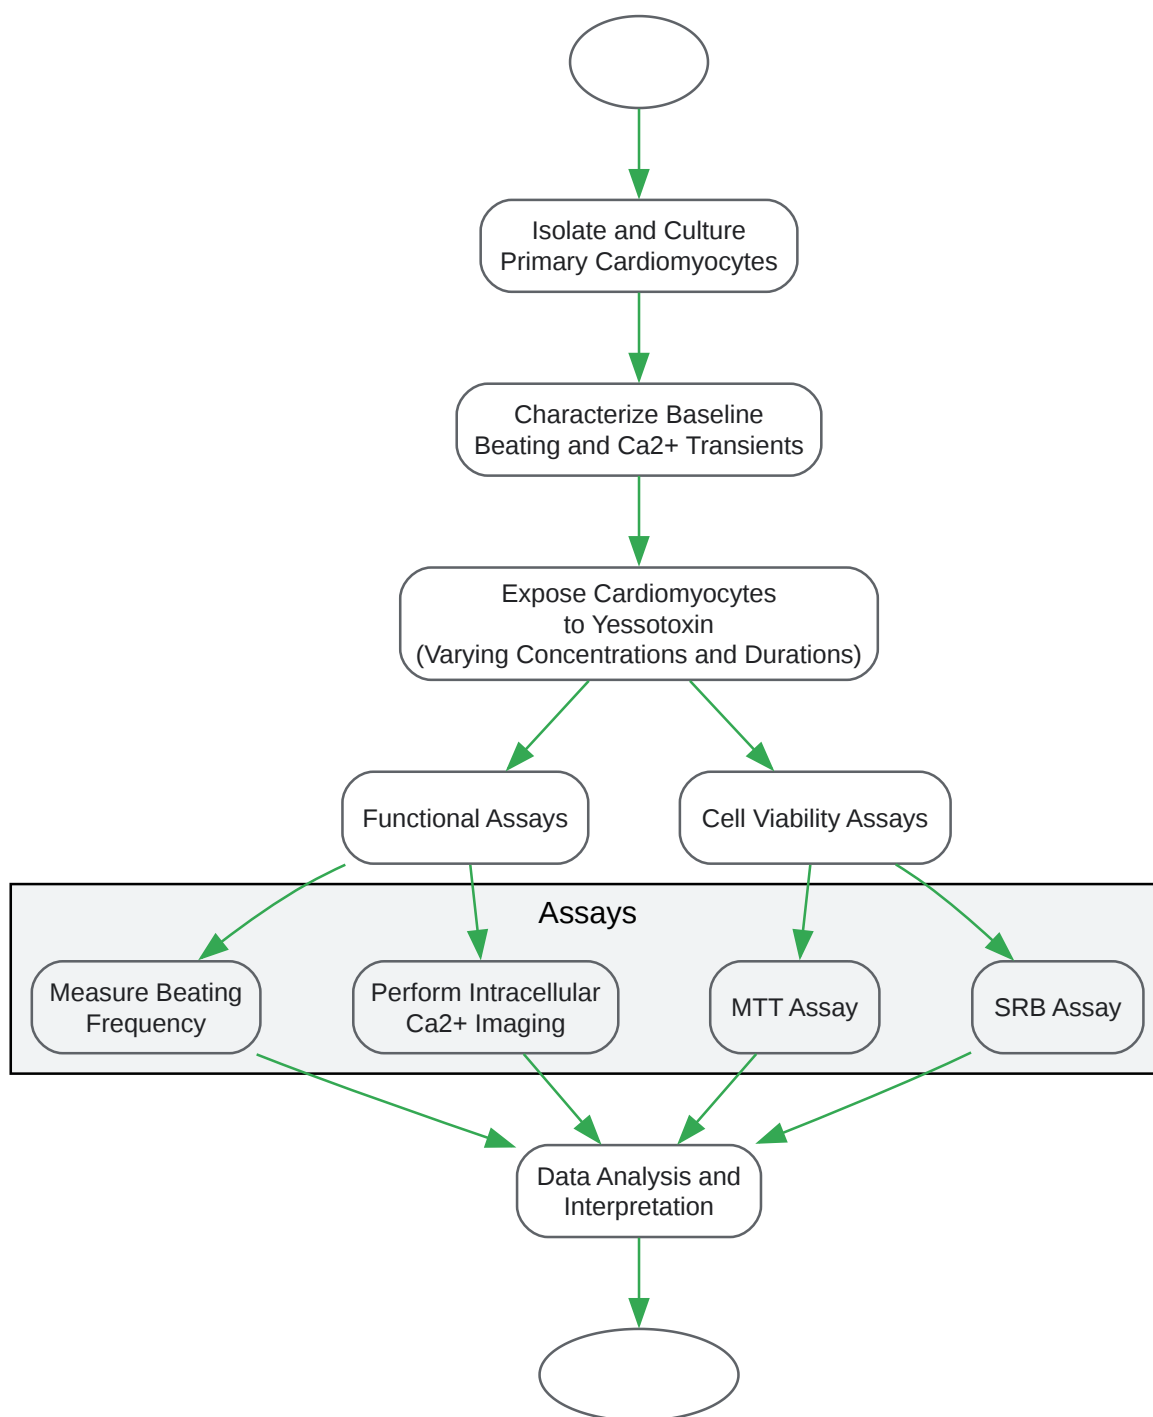 Isolate and Culture
Primary Cardiomyocytes
Characterize Baseline
Beating and Ca2+ Transients
Expose Cardiomyocytes
to Yessotoxin
(Varying Concentrations and Durations)
Functional Assays
Cell Viability Assays
Assays
Measure Beating
Frequency
Perform Intracellular
Ca2+ Imaging
MTT Assay
SRB Assay
Data Analysis and
Interpretation